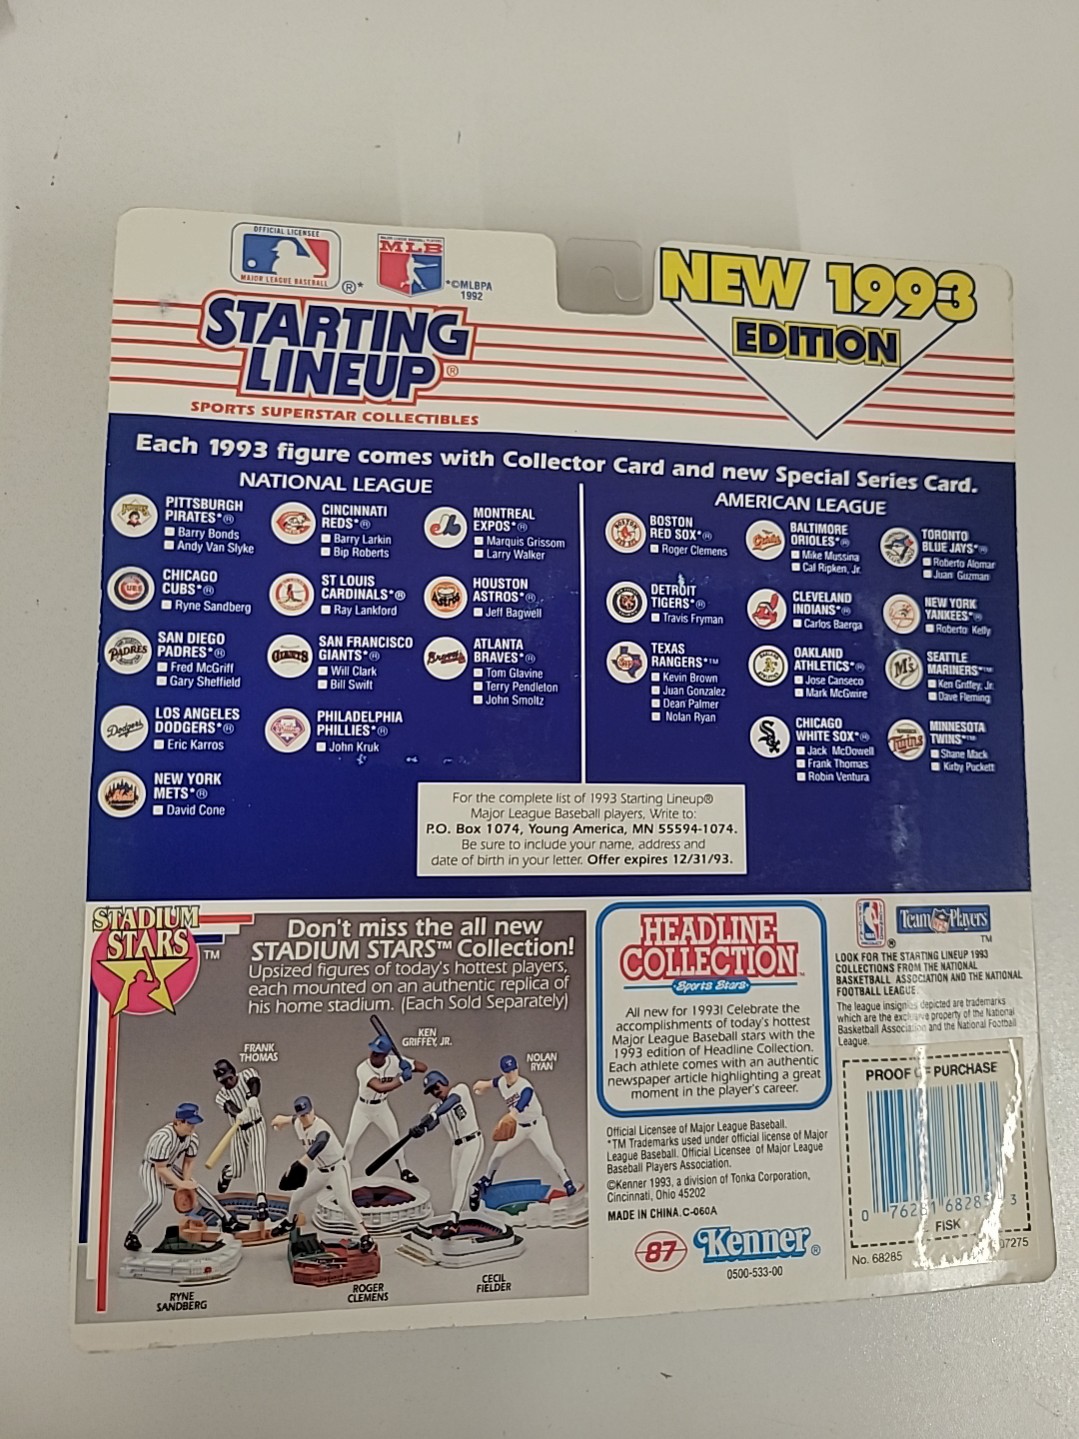 OFFICIAL LICENSEE
MAJOR LEAGUE BASEBALL
®*
MLB
*©MLBPA
1992
STARTING
LINEUP®
SPORTS SUPERSTAR COLLECTIBLES
NEW 1993
EDITION
Each 1993 figure comes with Collector Card and new Special Series Card.
NATIONAL LEAGUE
PITTSBURGH
PIRATES*®
Barry Bonds
Andy Van Slyke
CHICAGO
CUBS*®
Ryne Sandberg
SAN DIEGO
PADRES*®
Fred McGriff
Gary Sheffield
LOS ANGELES
DODGERS*®
Eric Karros
NEW YORK
METS*®
David Cone
CINCINNATI
REDS*®
Barry Larkin
Bip Roberts
ST LOUIS
CARDINALS*®
Ray Lankford
SAN FRANCISCO
GIANTS*®
Will Clark
Bill Swift
PHILADELPHIA
PHILLIES*®
John Kruk
MONTREAL
EXPOS*®
Marquis Grissom
Larry Walker
HOUSTON
ASTROS*®
Jeff Bagwell
ATLANTA
BRAVES*®
Tom Glavine
Terry Pendleton
John Smoltz
AMERICAN LEAGUE
BOSTON
RED SOX*®
Roger Clemens
DETROIT
TIGERS*®
Travis Fryman
TEXAS
RANGERS*™
Kevin Brown
Juan Gonzalez
Dean Palmer
Nolan Ryan
BALTIMORE
ORIOLES*®
Mike Mussina
Cal Ripken, Jr.
CLEVELAND
INDIANS*®
Carlos Baerga
OAKLAND
ATHLETICS*®
Jose Canseco
Mark McGwire
CHICAGO
WHITE SOX*®
Jack McDowell
Frank Thomas
Robin Ventura
TORONTO
BLUE JAYS*®
Roberto Alomar
Juan Guzman
NEW YORK
YANKEES*®
Roberto Kelly
SEATTLE
MARINERS*™
Ken Griffey, Jr.
Dave Fleming
MINNESOTA
TWINS*™
Shane Mack
Kirby Puckett
For the complete list of 1993 Starting Lineup®
Major League Baseball players, Write to:
P.O. Box 1074, Young America, MN 55594-1074.
Be sure to include your name, address and
date of birth in your letter. Offer expires 12/31/93.
STADIUM
STARS
™
Don't miss the all new
STADIUM STARS™ Collection!
Upsized figures of today's hottest players,
each mounted on an authentic replica of
his home stadium. (Each Sold Separately)
FRANK
THOMAS
KEN
GRIFFEY, JR.
NOLAN
RYAN
RYNE
SANDBERG
ROGER
CLEMENS
CECIL
FIELDER
HEADLINE
COLLECTION™
Sports Stars
All new for 1993! Celebrate the
accomplishments of today's hottest
Major League Baseball stars with the
1993 edition of Headline Collection.
Each athlete comes with an authentic
newspaper article highlighting a great
moment in the player's career.
Official Licensee of Major League Baseball.
*TM Trademarks used under official license of Major
League Baseball. Official Licensee of Major League
Baseball Players Association.
©Kenner 1993, a division of Tonka Corporation,
Cincinnati, Ohio 45202
MADE IN CHINA. C-060A
87
Kenner®
0500-533-00
NBA
®
Team NFL Players
™
LOOK FOR THE STARTING LINEUP 1993
COLLECTIONS FROM THE NATIONAL
BASKETBALL ASSOCIATION AND THE NATIONAL
FOOTBALL LEAGUE.
The league insignias depicted are trademarks
which are the exclusive property of the National
Basketball Association and the National Football
League.
PROOF OF PURCHASE
0 76281 68285 3
FISK
No. 68285
07275